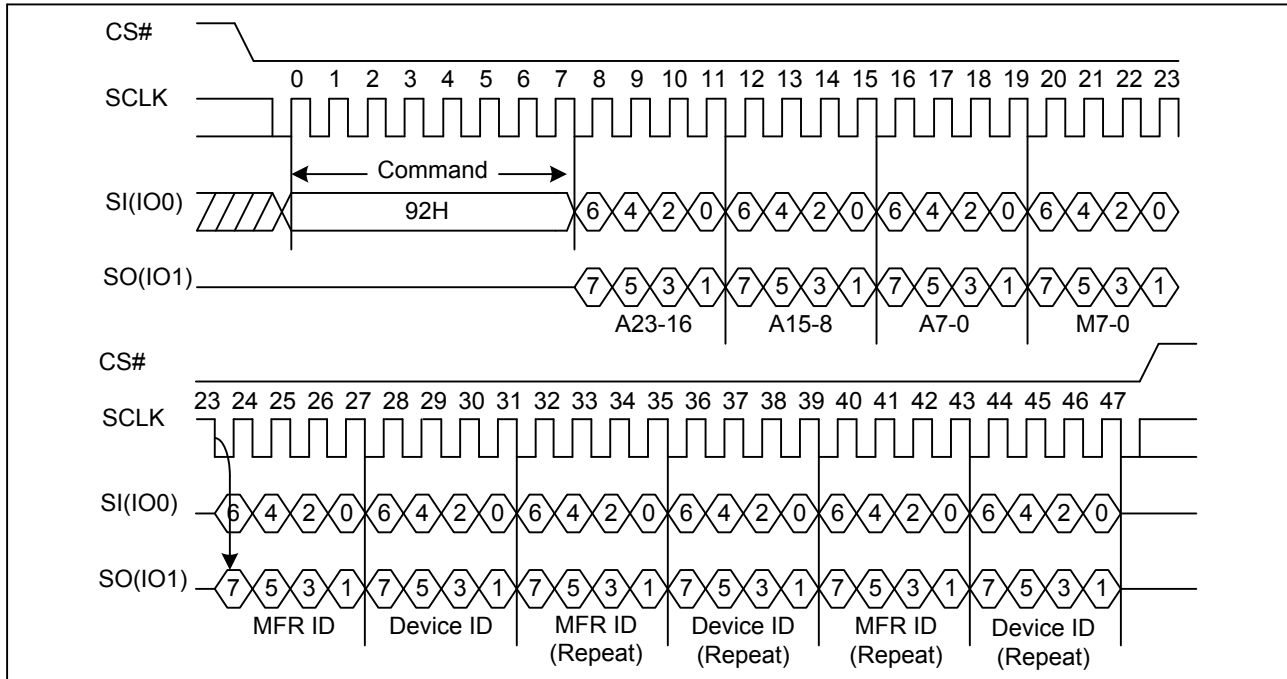 CS#
0 1 2 3 4 5 6 7 8 9 10 11 12 13 14 15 16 17 18 19 20 21 22 23
SCLK
Command
SI(IO0) 92H 6 4 2 0 6 4 2 0 6 4 2 0 6 4 2 0
SO(IO1) 7 5 3 1 7 5 3 1 7 5 3 1 7 5 3 1
A23-16 A15-8 A7-0 M7-0
CS#
23 24 25 26 27 28 29 30 31 32 33 34 35 36 37 38 39 40 41 42 43 44 45 46 47
SCLK
SI(IO0) 6 4 2 0 6 4 2 0 6 4 2 0 6 4 2 0 6 4 2 0 6 4 2 0
SO(IO1) 7 5 3 1 7 5 3 1 7 5 3 1 7 5 3 1 7 5 3 1 7 5 3 1
MFR ID Device ID MFR ID Device ID MFR ID Device ID
(Repeat) (Repeat) (Repeat) (Repeat)